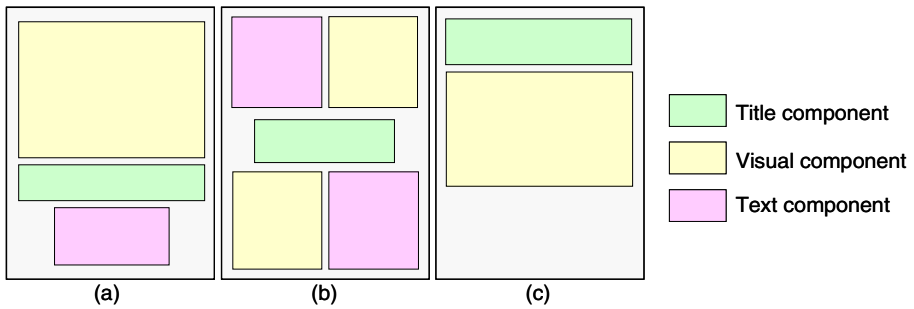 Title component
Visual component
Text component
(a)
(b)
(c)